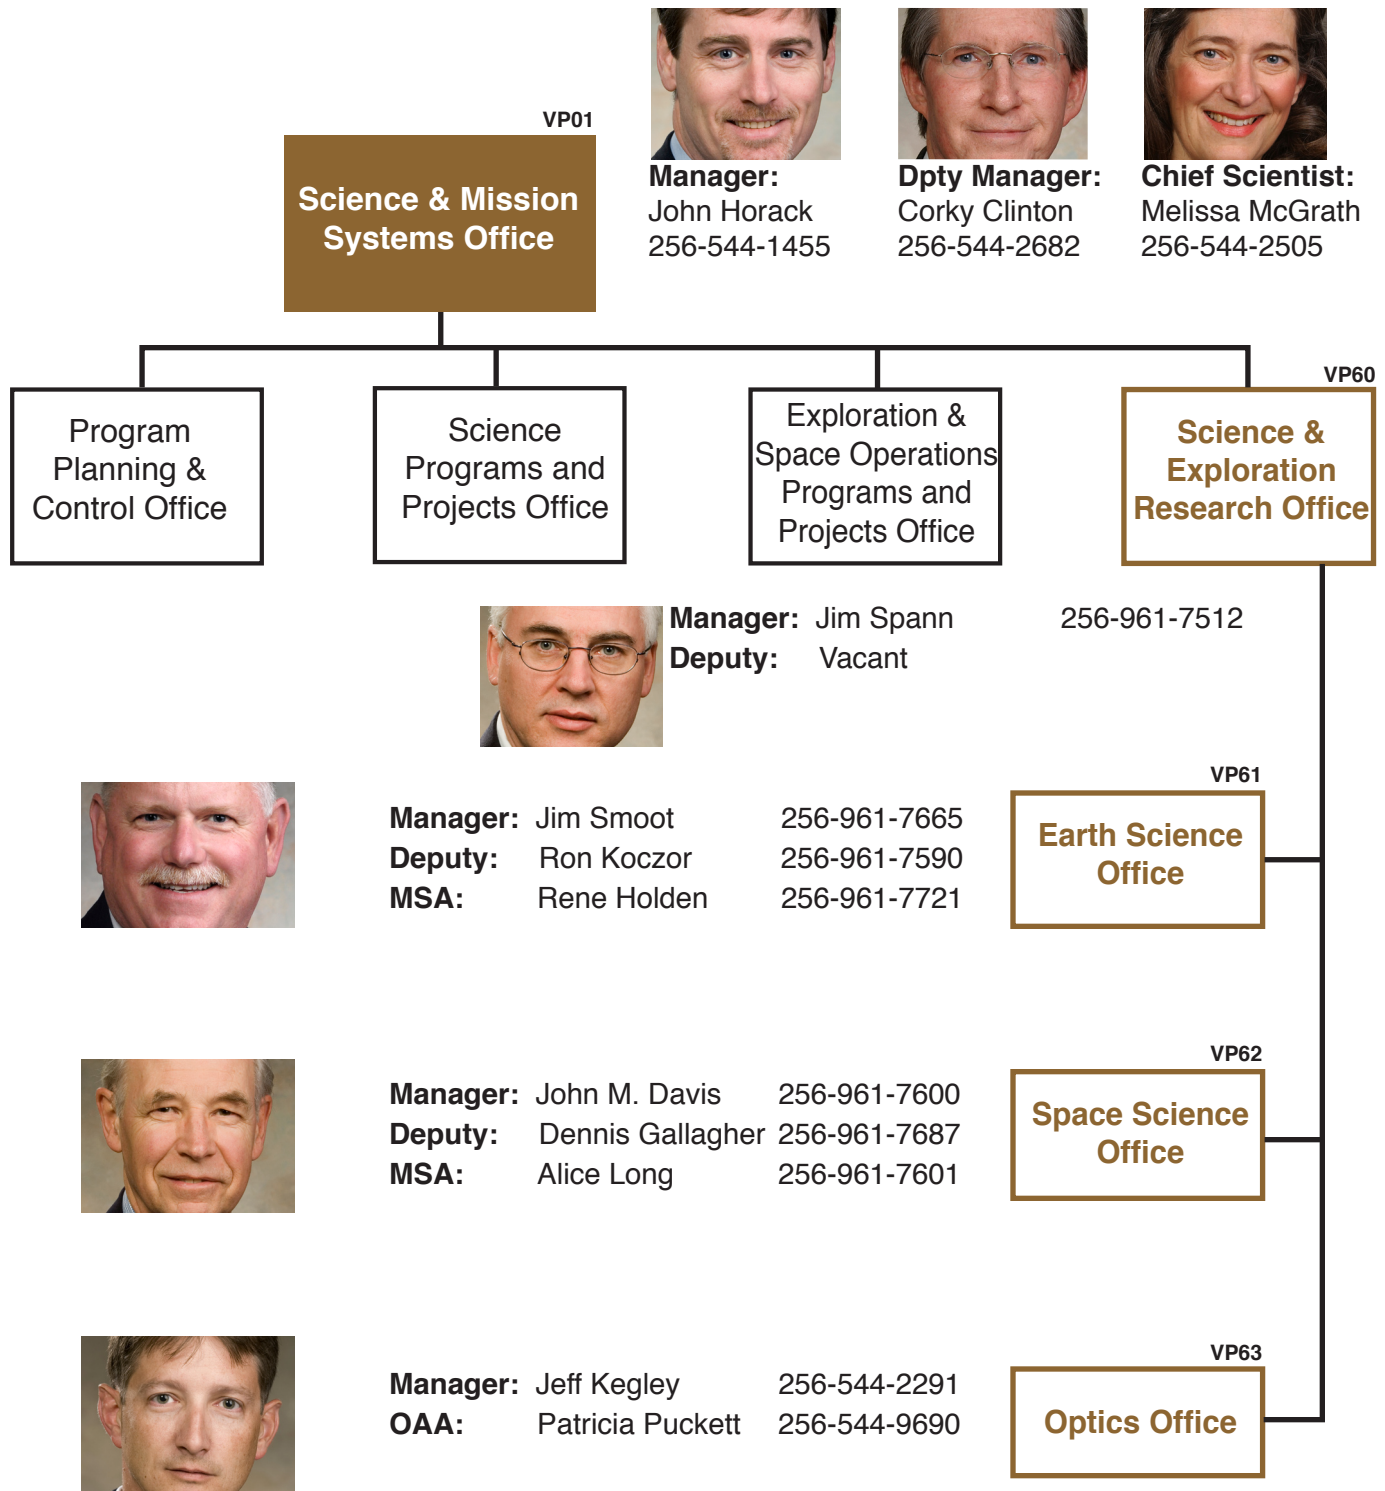 VP01
Science & Mission
Systems Office
Manager:
John Horack
256-544-1455
Dpty Manager:
Corky Clinton
256-544-2682
Chief Scientist:
Melissa McGrath
256-544-2505
Program
Planning &
Control Office
Science
Programs and
Projects Office
Exploration &
Space Operations
Programs and
Projects Office
VP60
Science &
Exploration
Research Office
Manager: Jim Spann 256-961-7512
Deputy: Vacant
VP61
Earth Science
Office
Manager: Jim Smoot 256-961-7665
Deputy: Ron Koczor 256-961-7590
MSA: Rene Holden 256-961-7721
VP62
Space Science
Office
Manager: John M. Davis 256-961-7600
Deputy: Dennis Gallagher 256-961-7687
MSA: Alice Long 256-961-7601
VP63
Optics Office
Manager: Jeff Kegley 256-544-2291
OAA: Patricia Puckett 256-544-9690